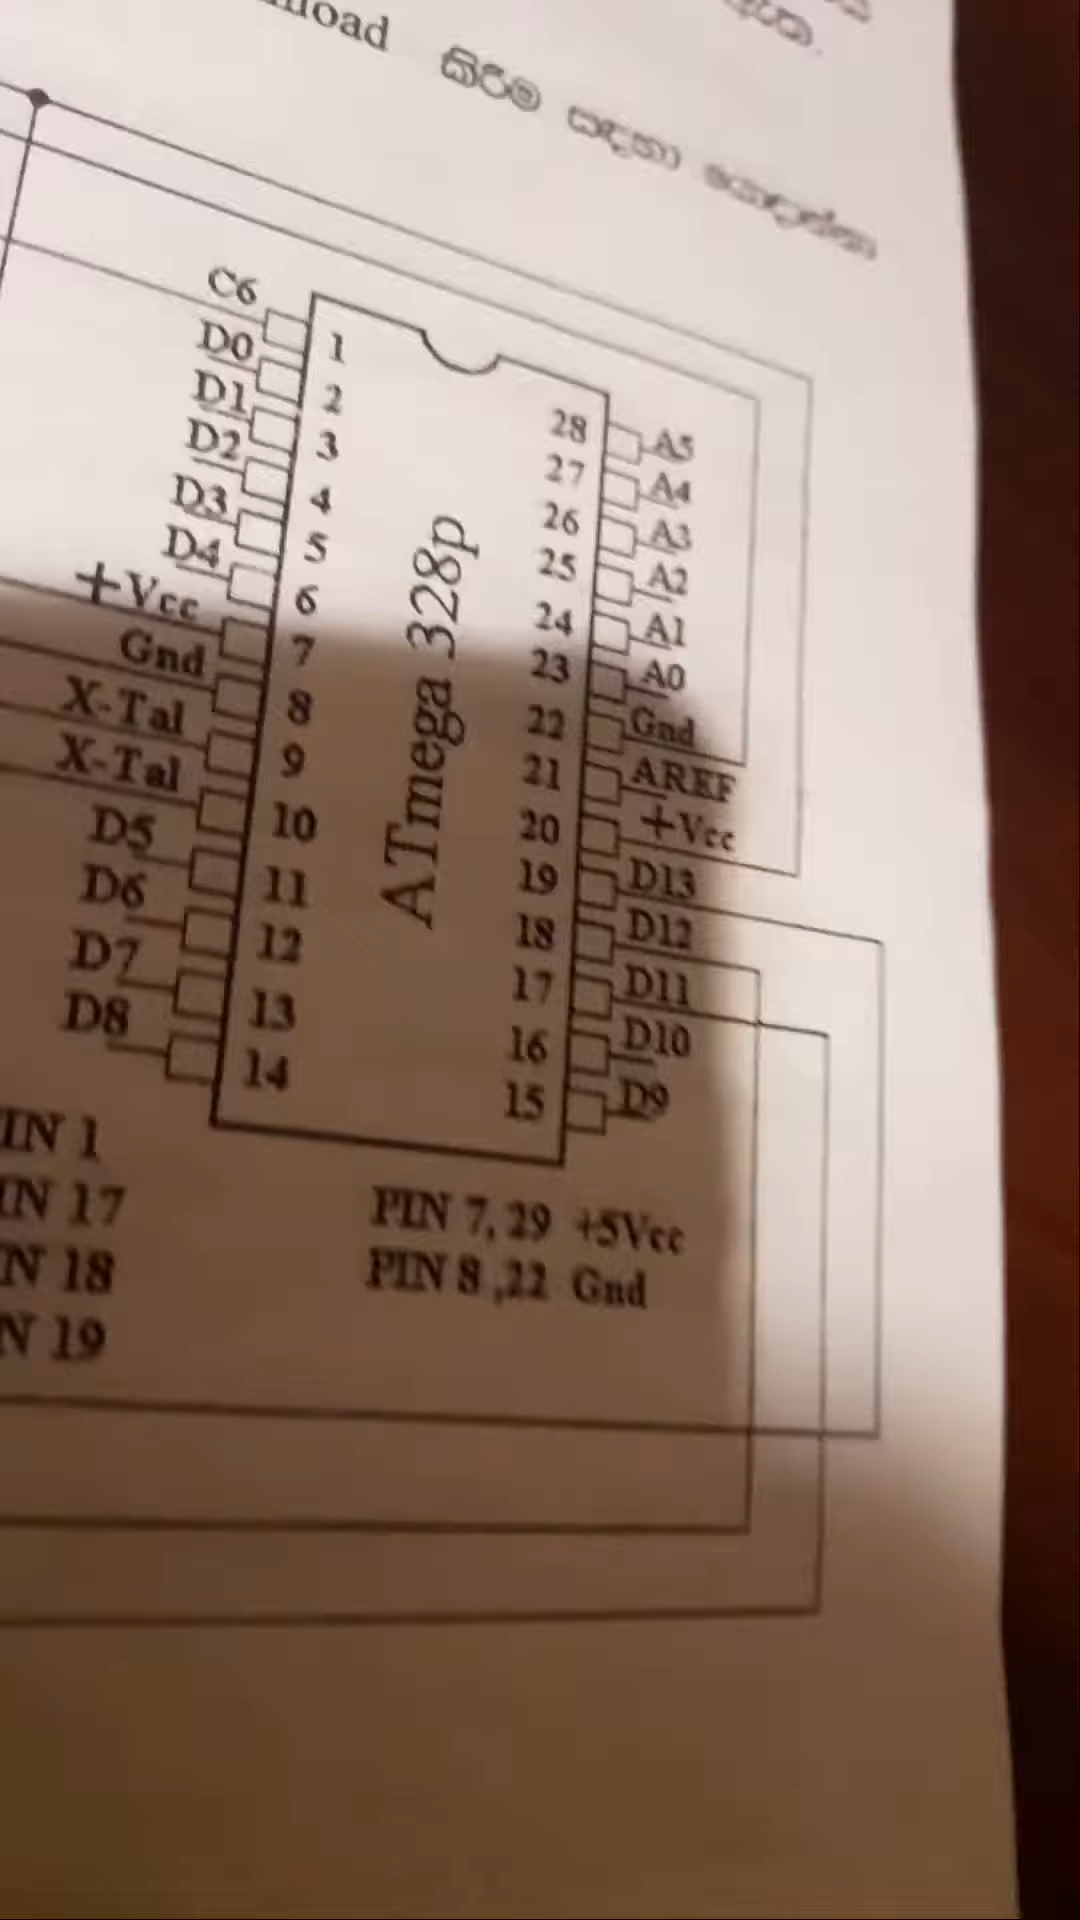 කිරීම සඳහා යොදන්නා
C6
D0
D1
D2
D3
D4
+Vcc
Gnd
X-Tal
X-Tal
D5
D6
D7
D8
1
2
3
4
5
6
7
8
9
10
11
12
13
14
ATmega 328p
28 A5
27 A4
26 A3
25 A2
24 A1
23 A0
22 Gnd
21 AREF
20 +Vcc
19 D13
18 D12
17 D11
16 D10
15 D9
PIN 7, 29 +5Vcc
PIN 8 ,22 Gnd
IN 1
IN 17
N 18
N 19